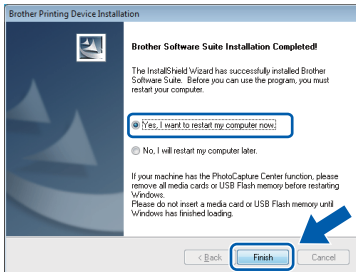 Brother Printing Device Installation
Brother Software Suite Installation Completed!
The InstallShield Wizard has successfully installed Brother
Software Suite. Before you can use the program, you must
restart your computer.
Yes, I want to restart my computer now.
No, I will restart my computer later.
If your machine has the PhotoCapture Center function, please
remove all media cards or USB Flash memory before restarting
Windows.
Please do not insert a media card or USB Flash memory until
Windows has finished loading.
< Back
Finish
Cancel